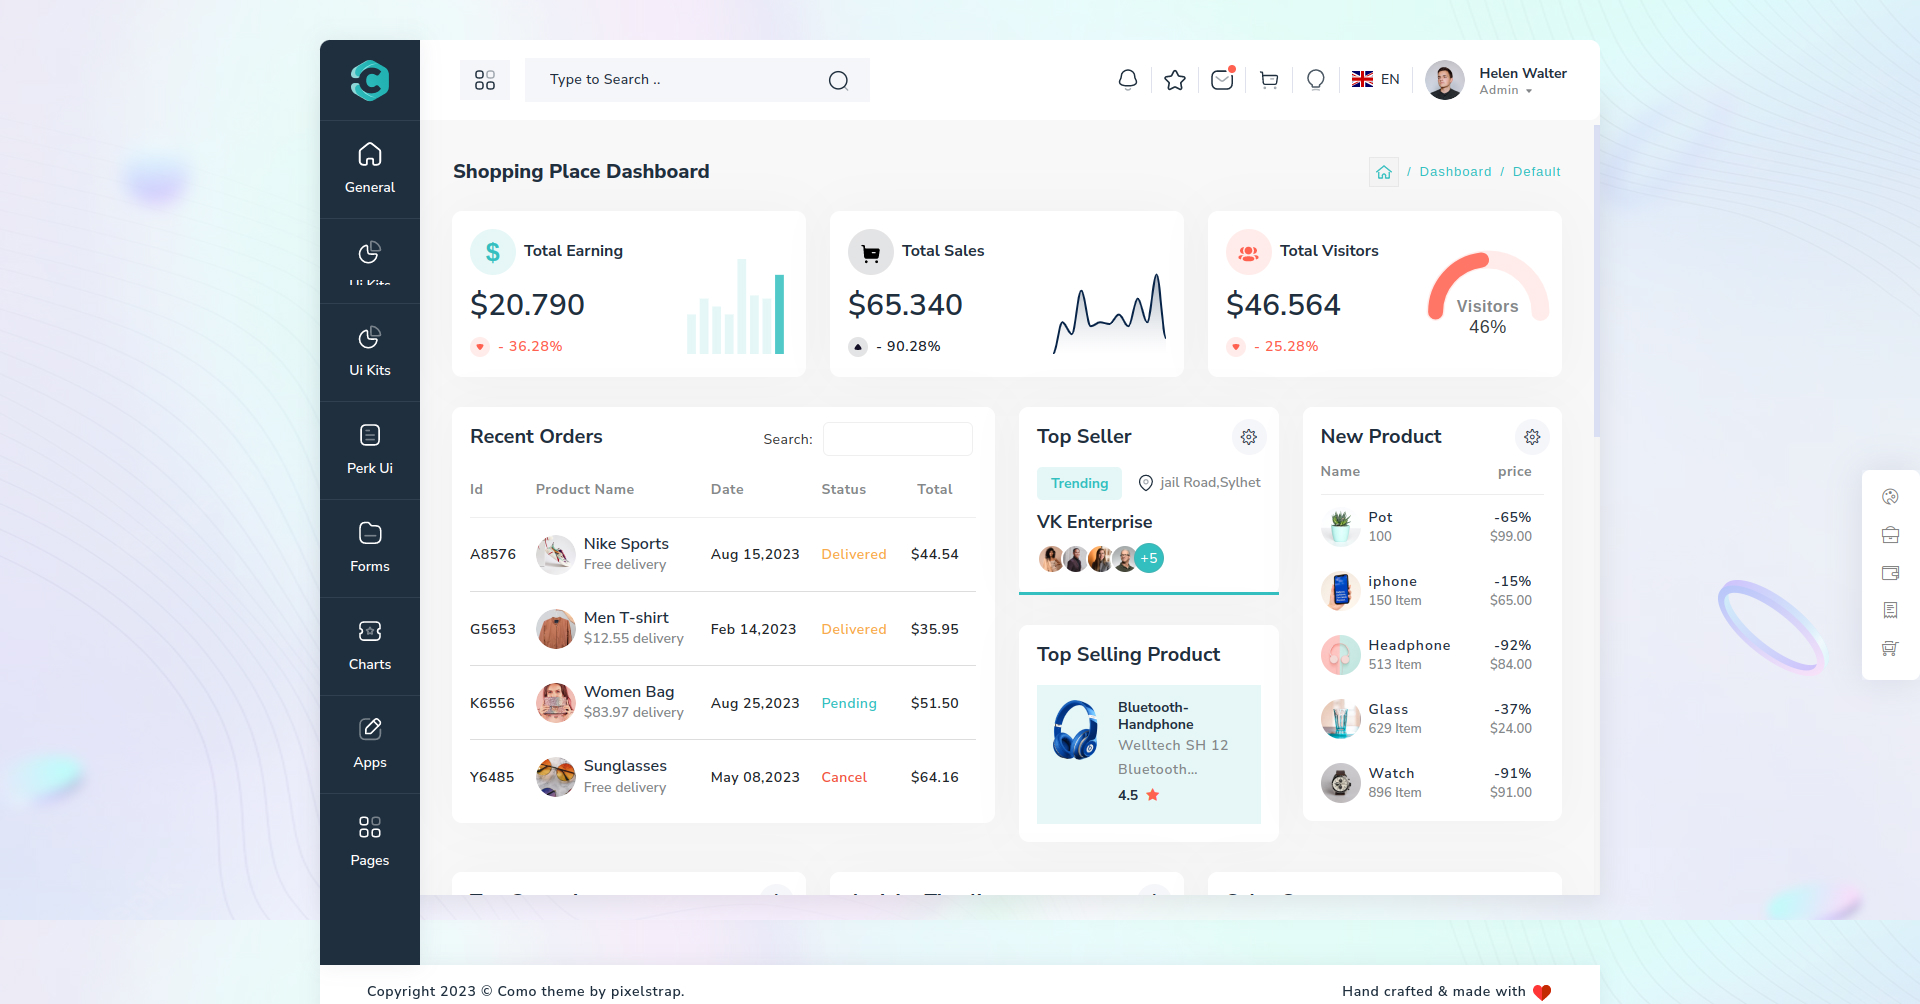 Type to Search ..
EN
Helen Walter
Admin
General
Ui Kits
Ui Kits
Perk Ui
Forms
Charts
Apps
Pages
Shopping Place Dashboard
/ Dashboard / Default
$ Total Earning
$20.790
- 36.28%
Total Sales
$65.340
- 90.28%
Total Visitors
$46.564
- 25.28%
Visitors
46%
Recent Orders
Search:
Id Product Name Date Status Total
A8576 Nike Sports Free delivery Aug 15,2023 Delivered $44.54
G5653 Men T-shirt $12.55 delivery Feb 14,2023 Delivered $35.95
K6556 Women Bag $83.97 delivery Aug 25,2023 Pending $51.50
Y6485 Sunglasses Free delivery May 08,2023 Cancel $64.16
Top Seller
Trending jail Road,Sylhet
VK Enterprise
+5
Top Selling Product
Bluetooth-
Handphone
Welltech SH 12
Bluetooth...
4.5
New Product
Name price
Pot -65%
100 $99.00
iphone -15%
150 Item $65.00
Headphone -92%
513 Item $84.00
Glass -37%
629 Item $24.00
Watch -91%
896 Item $91.00
Copyright 2023 © Como theme by pixelstrap.
Hand crafted & made with